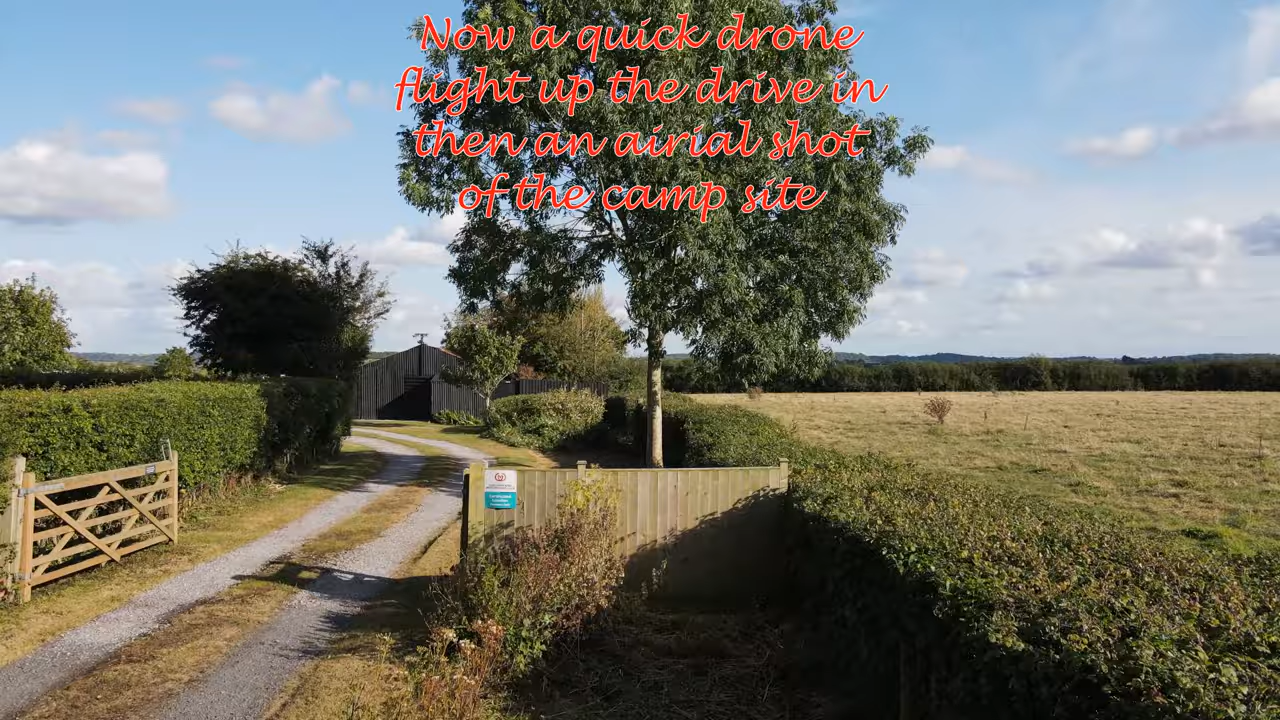 Now a quick drone
flight up the drive in
then an airial shot
of the camp site